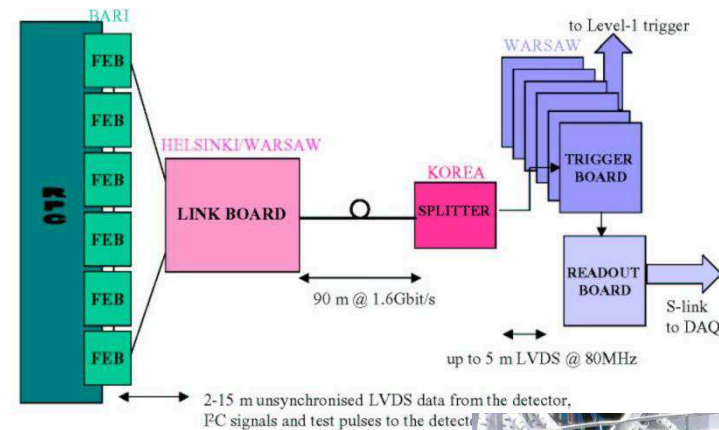 BARI
to Level-1 trigger
WARSAW
FEB
FEB
HELSINKI/WARSAW
FEB
LINK BOARD
KOREA
SPLITTER
TRIGGER
BOARD
FEB
FEB
FEB
90 m @ 1.6Gbit/s
READOUT
BOARD
S-link
to DAQ
up to 5 m LVDS @ 80MHz
2-15 m unsynchronised LVDS data from the detector,
I²C signals and test pulses to the